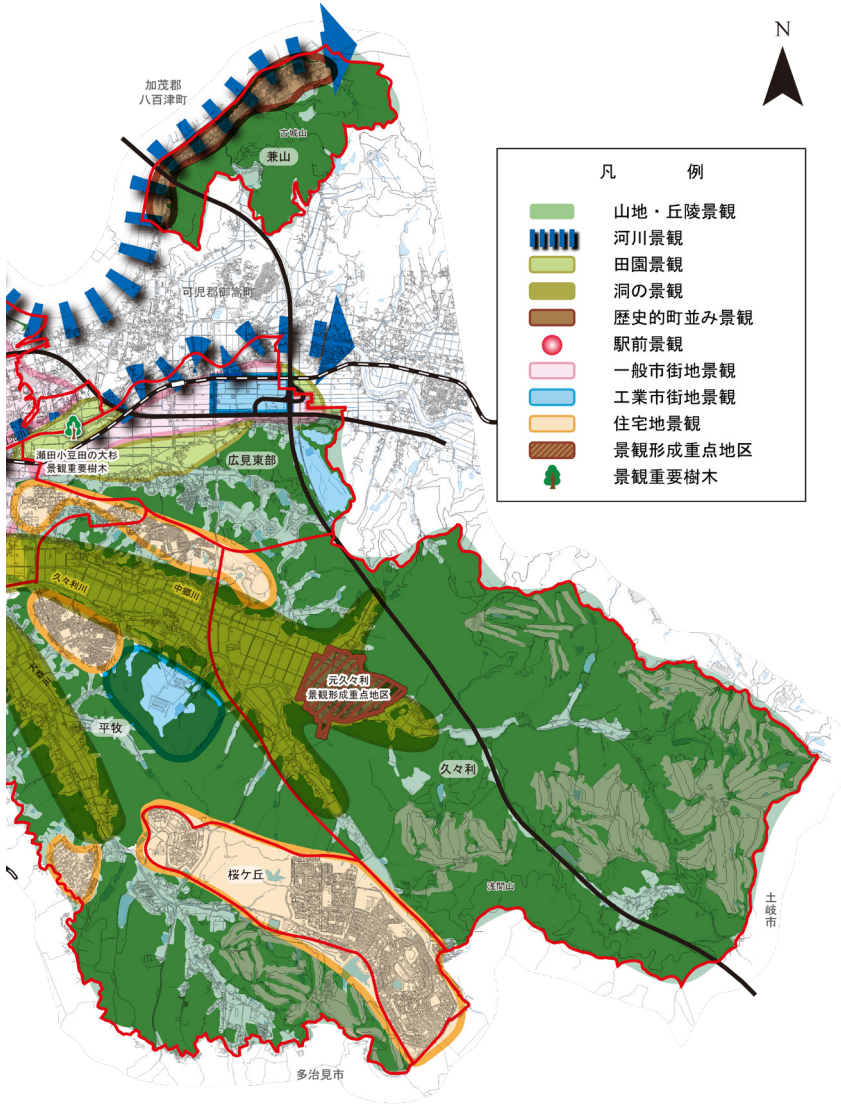 N
加茂郡
八百津町
古城山
兼山
凡 例
山地・丘陵景観
河川景観
田園景観
洞の景観
歴史的町並み景観
駅前景観
一般市街地景観
工業市街地景観
住宅地景観
景観形成重点地区
景観重要樹木
可児郡御嵩町
瀬田小豆田の大杉
景観重要樹木
広見東部
久々利川
中郷川
大森川
元久々利
景観形成重点地区
平牧
久々利
桜ケ丘
浅間山
土岐市
多治見市